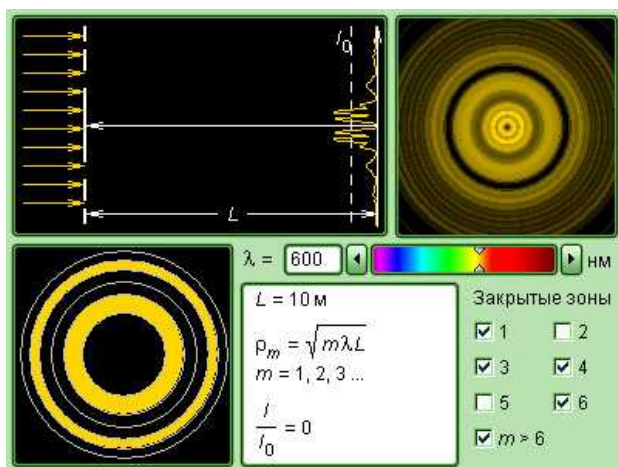 I₀
L
λ = 600. нм
L = 10 м
ρₘ = √mλL
m = 1, 2, 3 ...
I/I₀ = 0
Закрытые зоны
1 2
3 4
5 6
m > 6